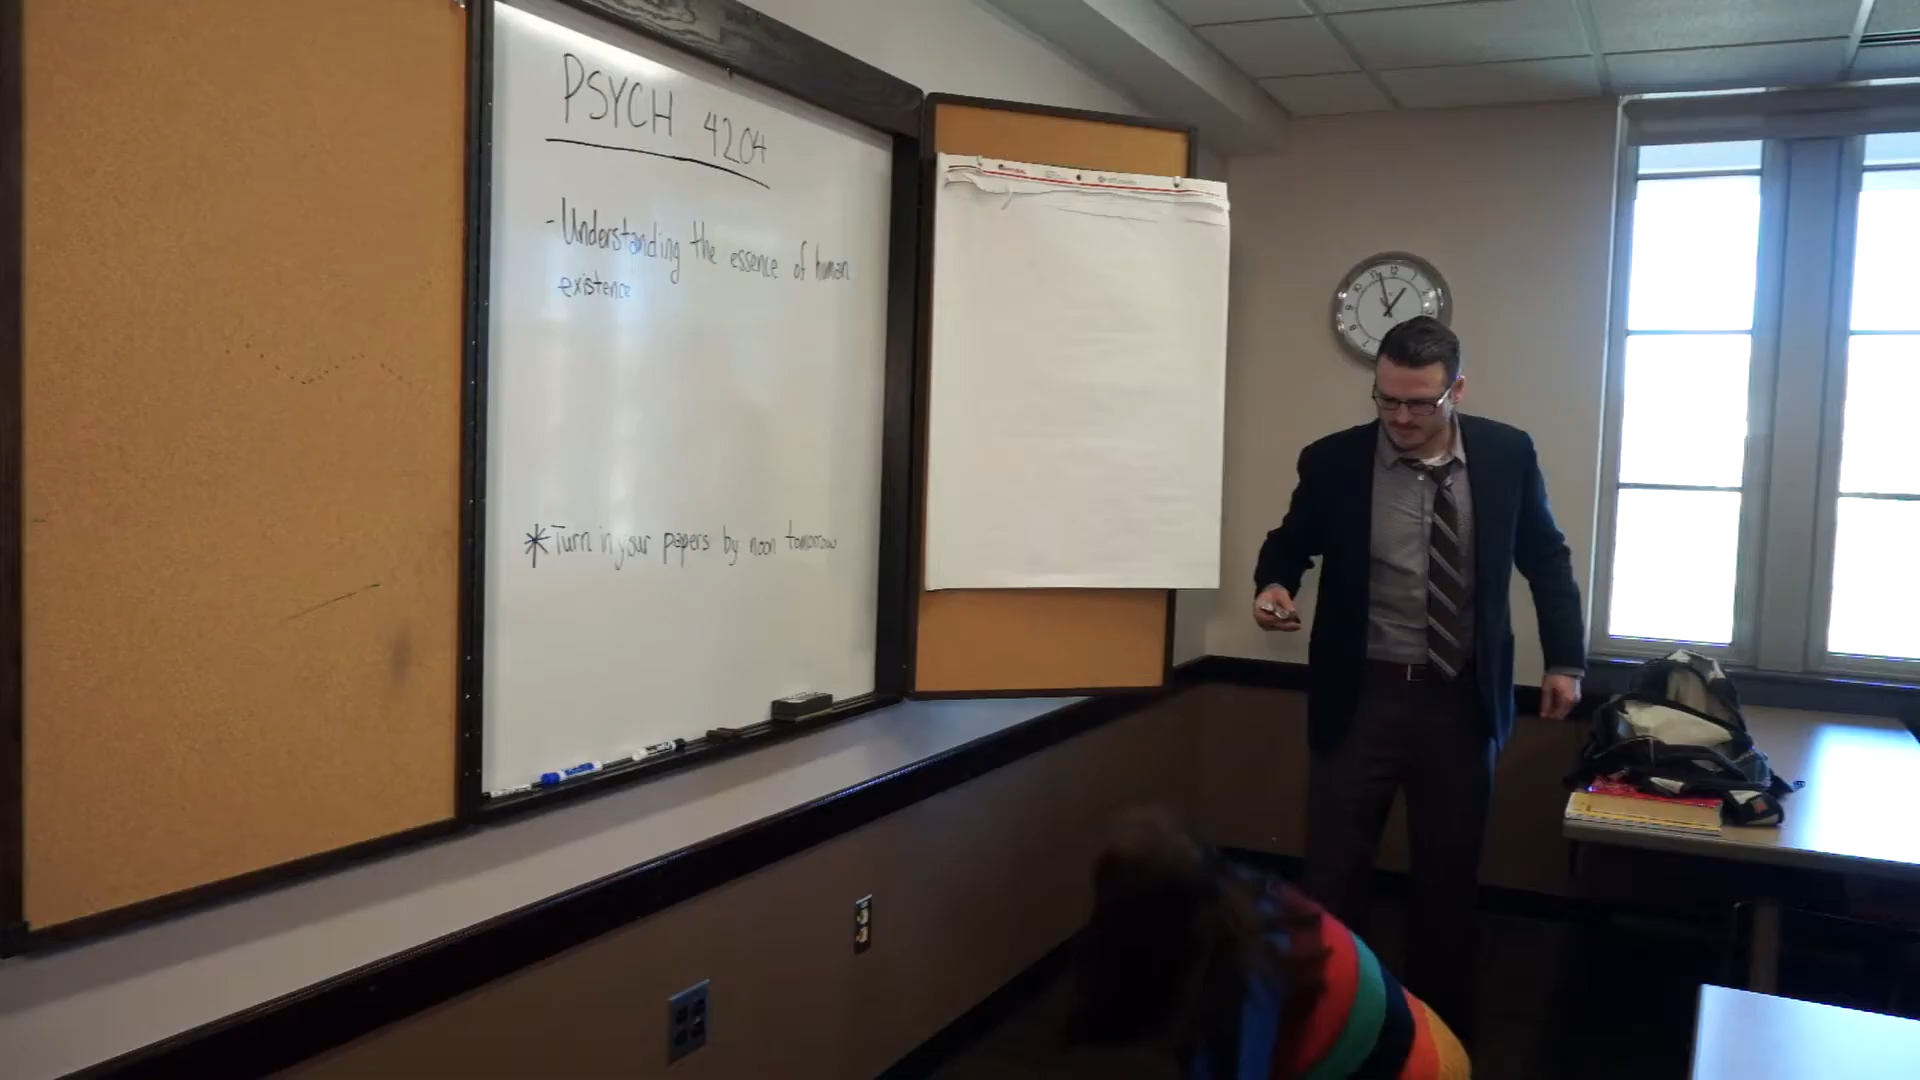 PSYCH 4204
- Understanding the essence of human
existence
* Turn in your papers by noon tomorrow